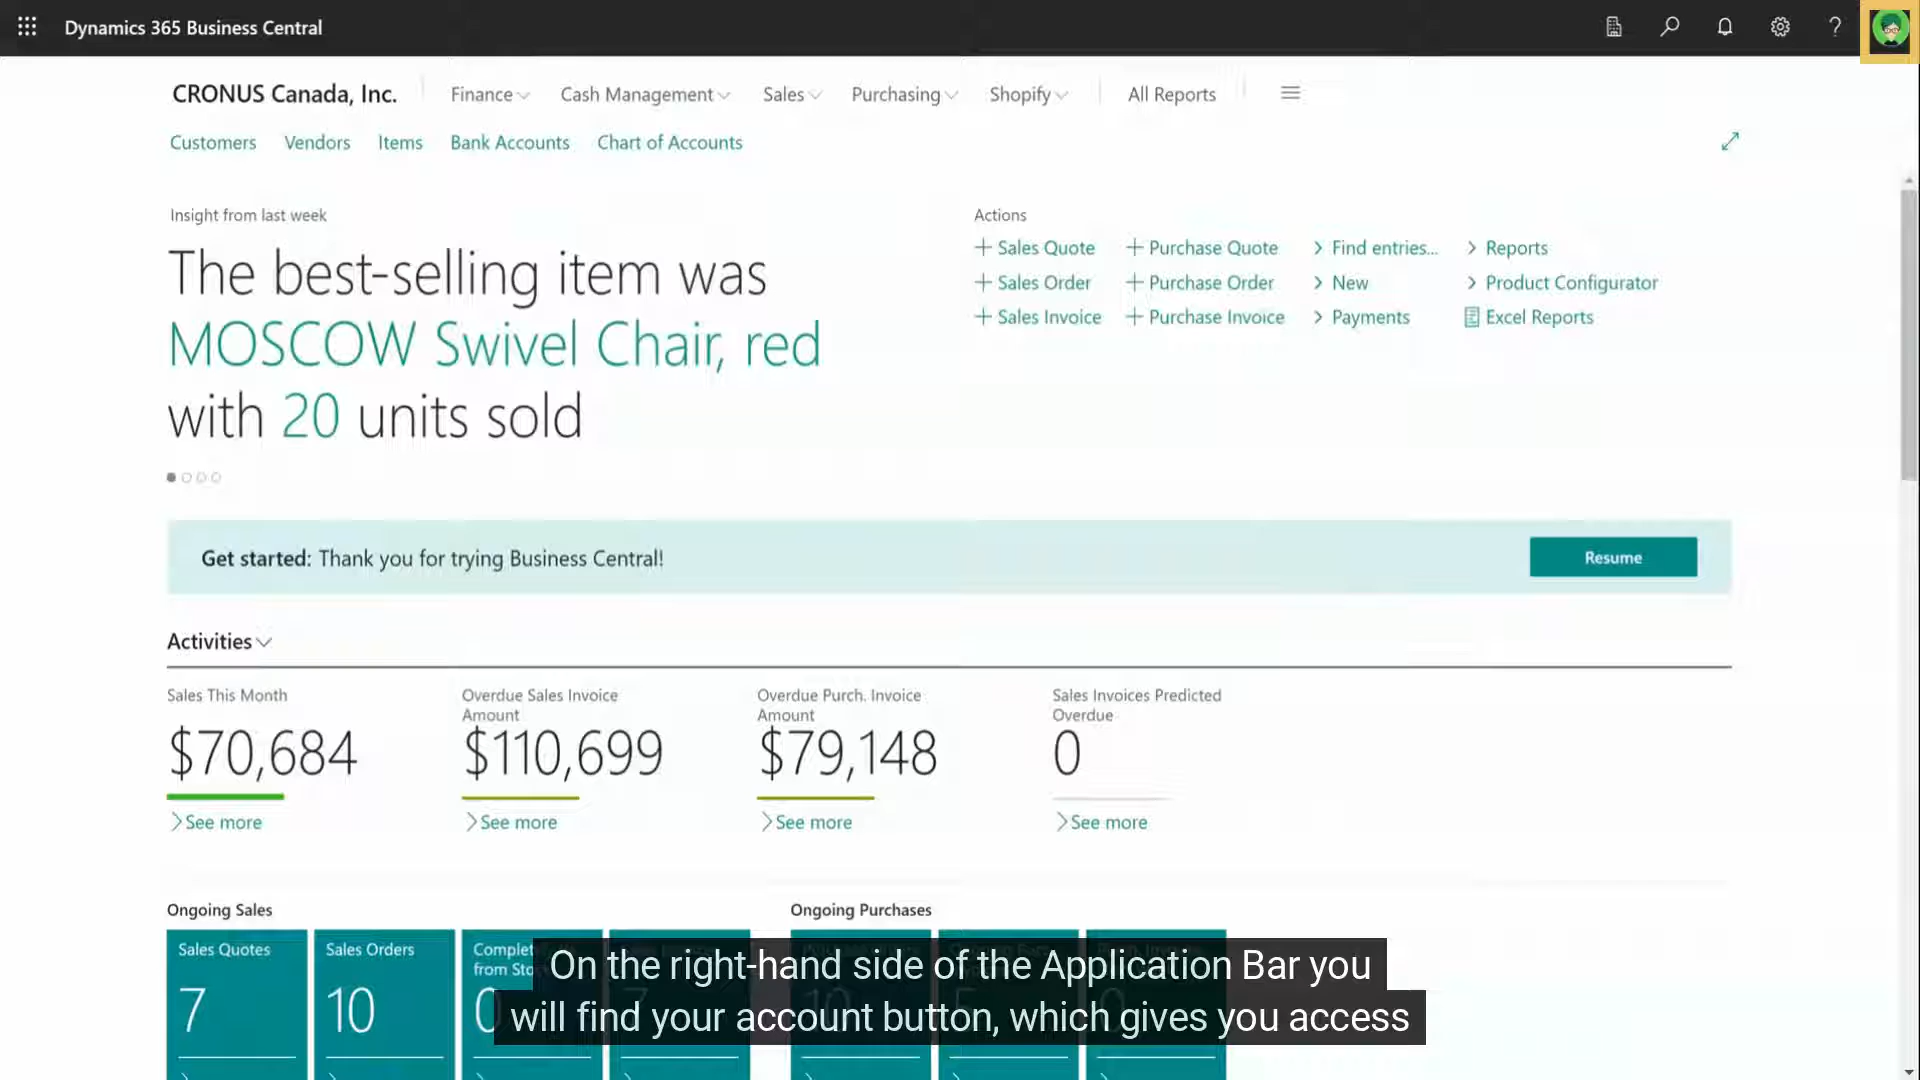 Dynamics 365 Business Central
CRONUS Canada, Inc. Finance Cash Management Sales Purchasing Shopify All Reports
Customers Vendors Items Bank Accounts Chart of Accounts
Insight from last week
The best-selling item was
MOSCOW Swivel Chair, red
with 20 units sold
Actions
Sales Quote Purchase Quote Find entries... Reports
Sales Order Purchase Order New Product Configurator
Sales Invoice Purchase Invoice Payments Excel Reports
Get started: Thank you for trying Business Central!
Resume
Activities
Sales This Month
$70,684
See more
Overdue Sales Invoice
Amount
$110,699
See more
Overdue Purch. Invoice
Amount
$79,148
See more
Sales Invoices Predicted
Overdue
0
See more
Ongoing Sales
Sales Quotes
7
Sales Orders
10
from
0
Ongoing Purchases
On the right-hand side of the Application Bar you
will find your account button, which gives you access